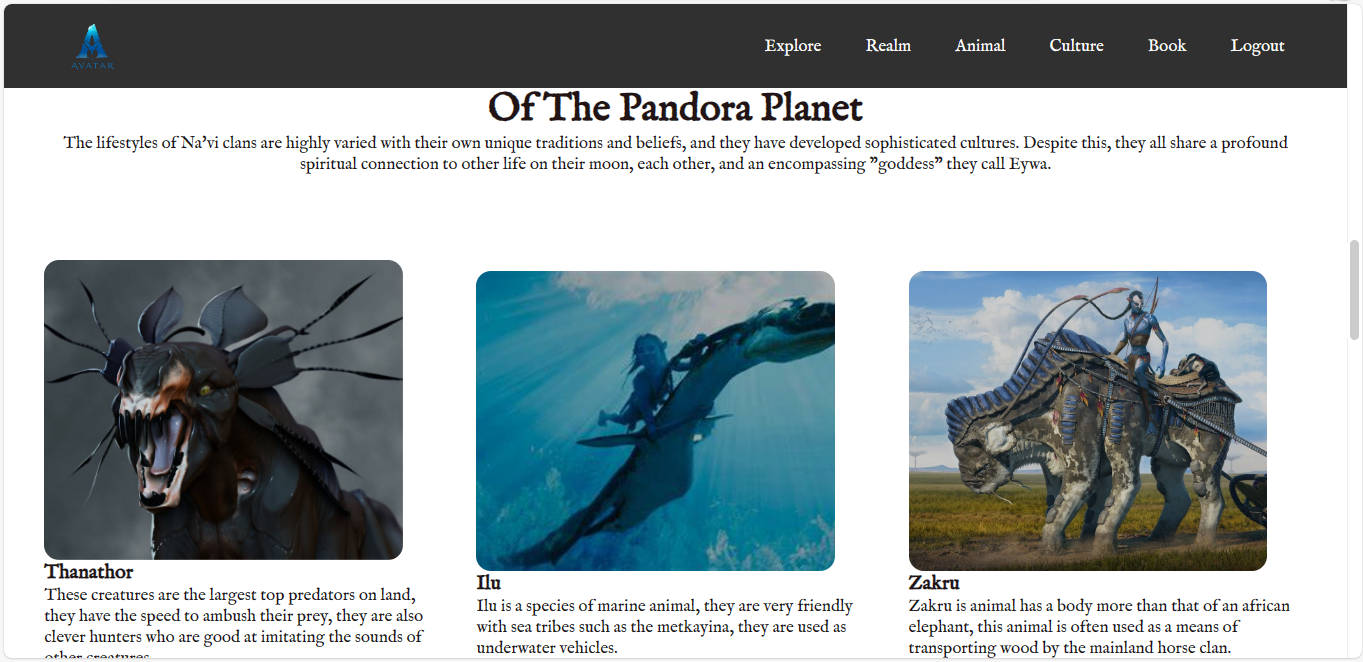 AVATAR
Explore Realm Animal Culture Book Logout
Of The Pandora Planet
The lifestyles of Na'vi clans are highly varied with their own unique traditions and beliefs, and they have developed sophisticated cultures. Despite this, they all share a profound
spiritual connection to other life on their moon, each other, and an encompassing "goddess" they call Eywa.
Thanathor
These creatures are the largest top predators on land,
they have the speed to ambush their prey, they are also
clever hunters who are good at imitating the sounds of
other creatures
Ilu
Ilu is a species of marine animal, they are very friendly
with sea tribes such as the metkayina, they are used as
underwater vehicles.
Zakru
Zakru is animal has a body more than that of an african
elephant, this animal is often used as a means of
transporting wood by the mainland horse clan.